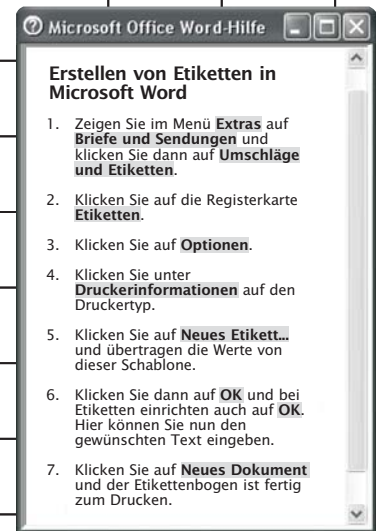 Microsoft Office Word-Hilfe
Erstellen von Etiketten in
Microsoft Word
1. Zeigen Sie im Menü Extras auf
Briefe und Sendungen und
klicken Sie dann auf Umschläge
und Etiketten.
2. Klicken Sie auf die Registerkarte
Etiketten.
3. Klicken Sie auf Optionen.
4. Klicken Sie unter
Druckerinformationen auf den
Druckertyp.
5. Klicken Sie auf Neues Etikett...
und übertragen die Werte von
dieser Schablone.
6. Klicken Sie dann auf OK und bei
Etiketten einrichten auch auf OK.
Hier können Sie nun den
gewünschten Text eingeben.
7. Klicken Sie auf Neues Dokument
und der Etikettenbogen ist fertig
zum Drucken.